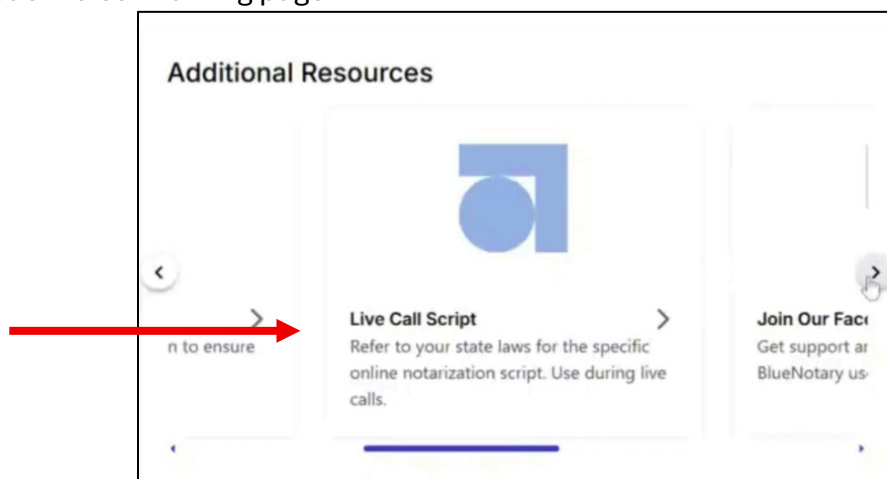 Additional Resources
n to ensure
Live Call Script
Refer to your state laws for the specific
online notarization script. Use during live
calls.
Join Our Fac
Get support ar
BlueNotary us